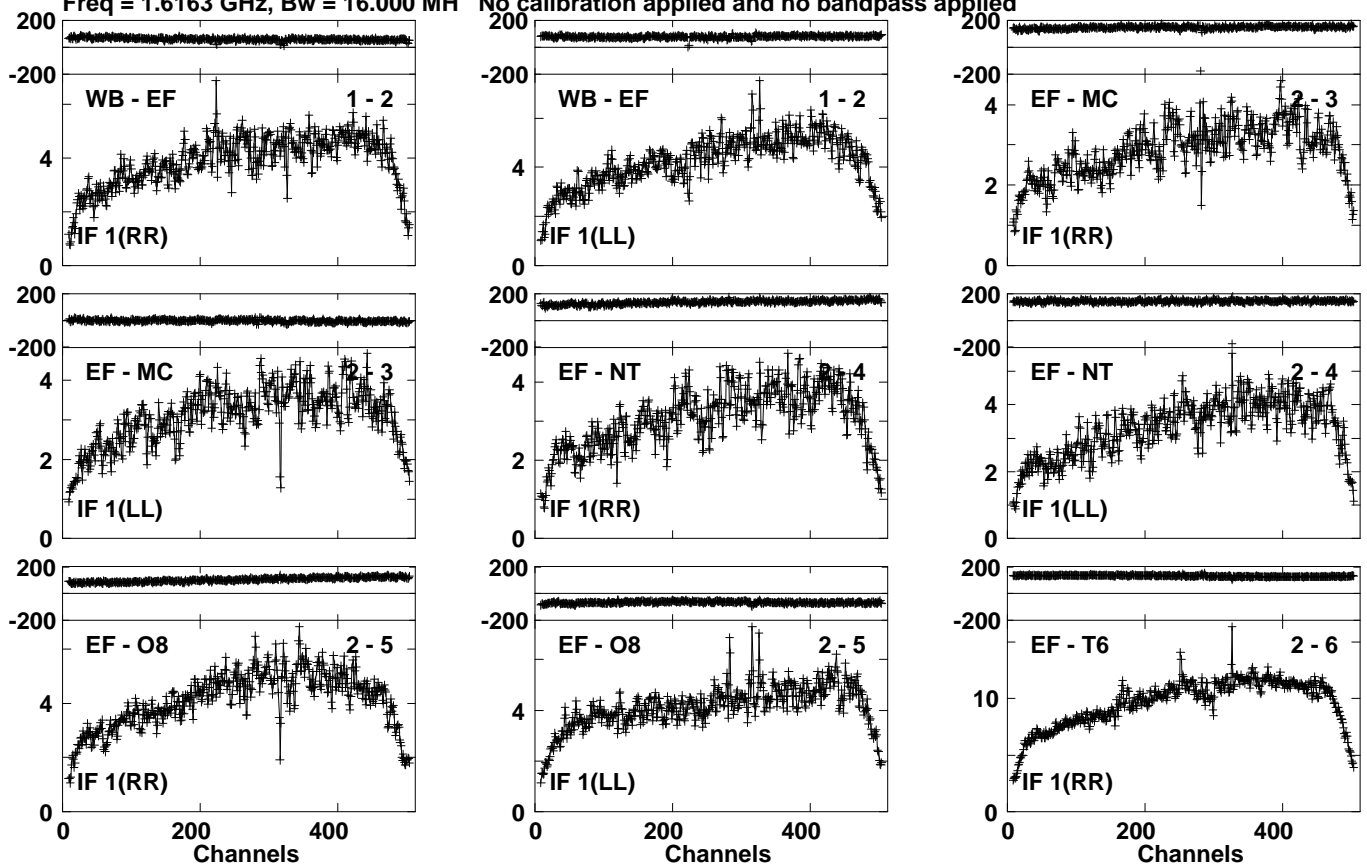 Freq = 1.6163 GHz, Bw = 16.000 MH No calibration applied and no bandpass applied
200 200 200
-200 -200 -200
WB - EF 1 - 2 WB - EF 1 - 2 EF - MC 2 - 3
4 4 4
2
IF 1(RR) IF 1(LL) IF 1(RR)
0 0 0
200 200 200
-200 -200 -200
EF - MC 2 - 3 EF - NT 2 - 4 EF - NT 2 - 4
4 4 4
2 2 2
IF 1(LL) IF 1(RR) IF 1(LL)
0 0 0
200 200 200
-200 -200 -200
EF - O8 2 - 5 EF - O8 2 - 5 EF - T6 2 - 6
4 4 10
IF 1(RR) IF 1(LL) IF 1(RR)
0 0 0
0 200 400 0 200 400 0 200 400
Channels Channels Channels